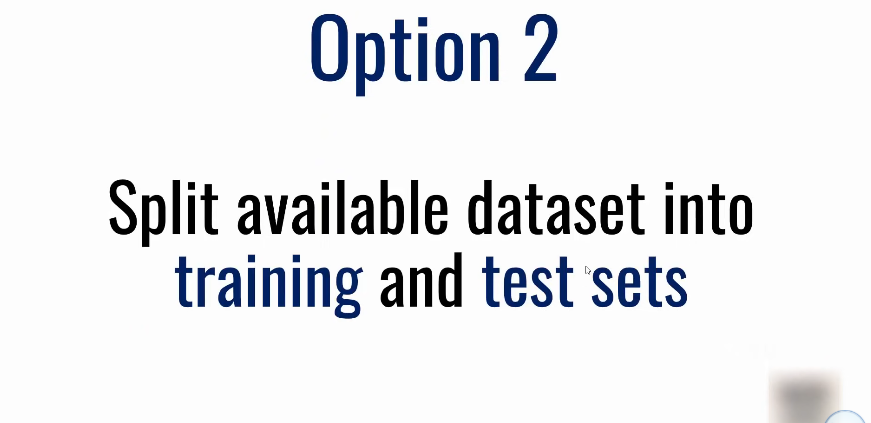 Option 2
Split available dataset into
training and test sets